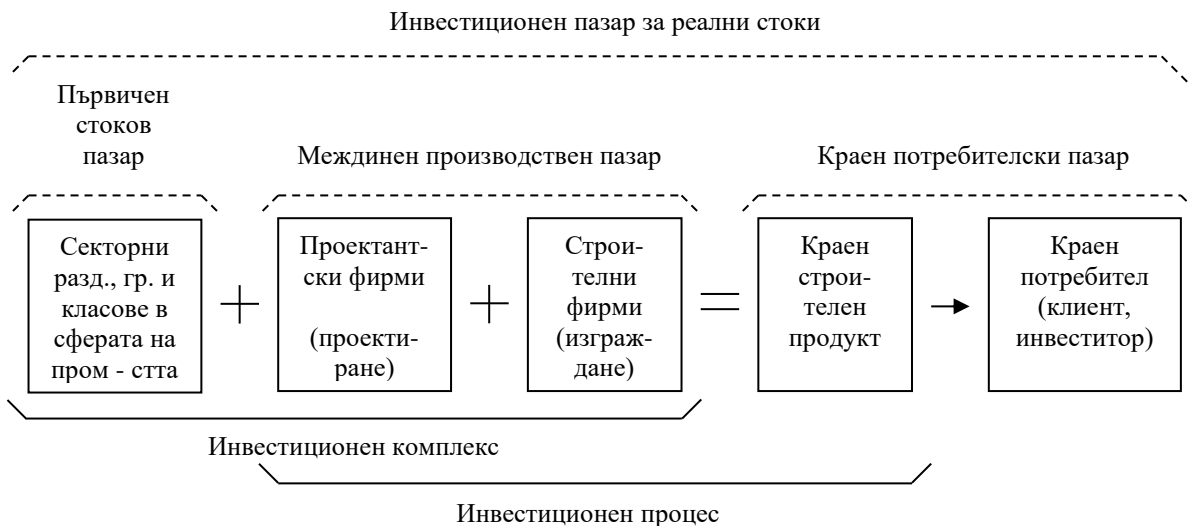 Инвестиционен пазар за реални стоки
Първичен
стоков
пазар
Междинен производствен пазар
Краен потребителски пазар
Секторни
разд., гр. и
класове в
сферата на
пром - стта
+
Проектант-
ски фирми
(проекти-
ране)
+
Строи-
телни
фирми
(изграж-
дане)
=
Краен
строи-
телен
продукт
Краен
потребител
(клиент,
инвеститор)
Инвестиционен комплекс
Инвестиционен процес